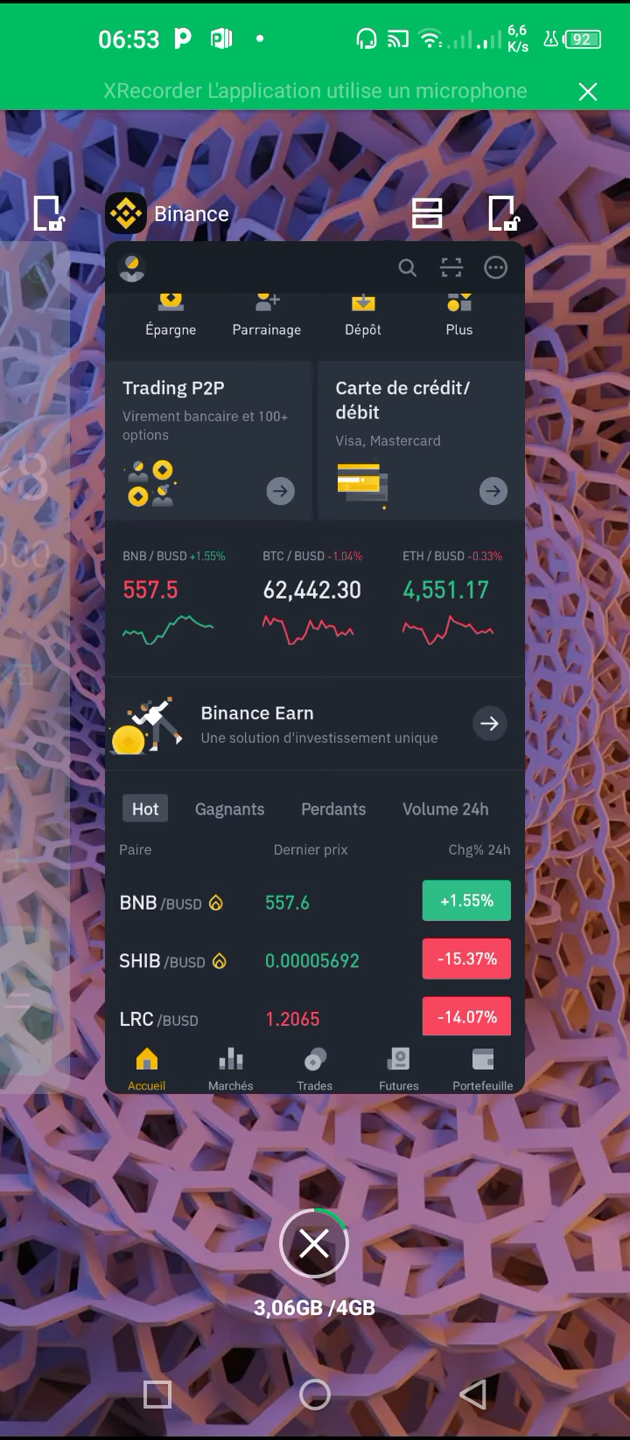 06:53
6,6
K/s
92
XRecorder L'application utilise un microphone
Binance
Épargne Parrainage Dépôt Plus
Trading P2P
Virement bancaire et 100+
options
Carte de crédit/
débit
Visa, Mastercard
BNB / BUSD +1.55% BTC / BUSD -1.04% ETH / BUSD -0.33%
557.5 62,442.30 4,551.17
Binance Earn
Une solution d'investissement unique
Hot Gagnants Perdants Volume 24h
Paire Dernier prix Chg% 24h
BNB /BUSD 557.6 +1.55%
SHIB /BUSD 0.00005692 -15.37%
LRC /BUSD 1.2065 -14.07%
Accueil Marchés Trades Futures Portefeuille
3,06GB /4GB